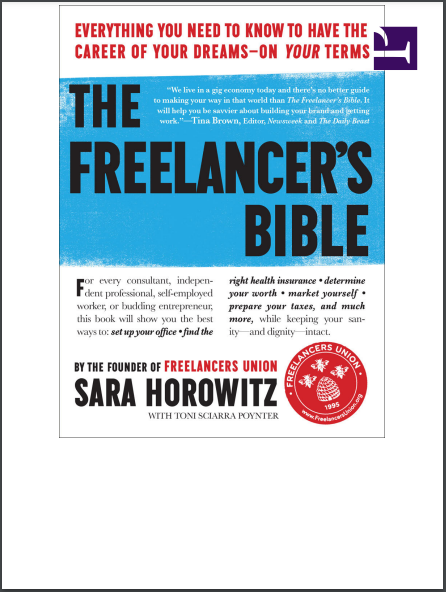 EVERYTHING YOU NEED TO KNOW TO HAVE THE
CAREER OF YOUR DREAMS—ON YOUR TERMS
"We live in a gig economy today and there's no better guide
to making your way in that world than The Freelancer's Bible. It
will help you be savvier about building your brand and getting
work."—Tina Brown, Editor, Newsweek and The Daily Beast
THE
FREELANCER'S
BIBLE
For every consultant, indepen-
dent professional, self-employed
worker, or budding entrepreneur,
this book will show you the best
ways to: set up your office • find the
right health insurance • determine
your worth • market yourself •
prepare your taxes, and much
more, while keeping your san-
ity—and dignity—intact.
BY THE FOUNDER OF FREELANCERS UNION
SARA HOROWITZ
WITH TONI SCIARRA POYNTER
FREELANCERS UNION
1995
www.FreelancersUnion.org